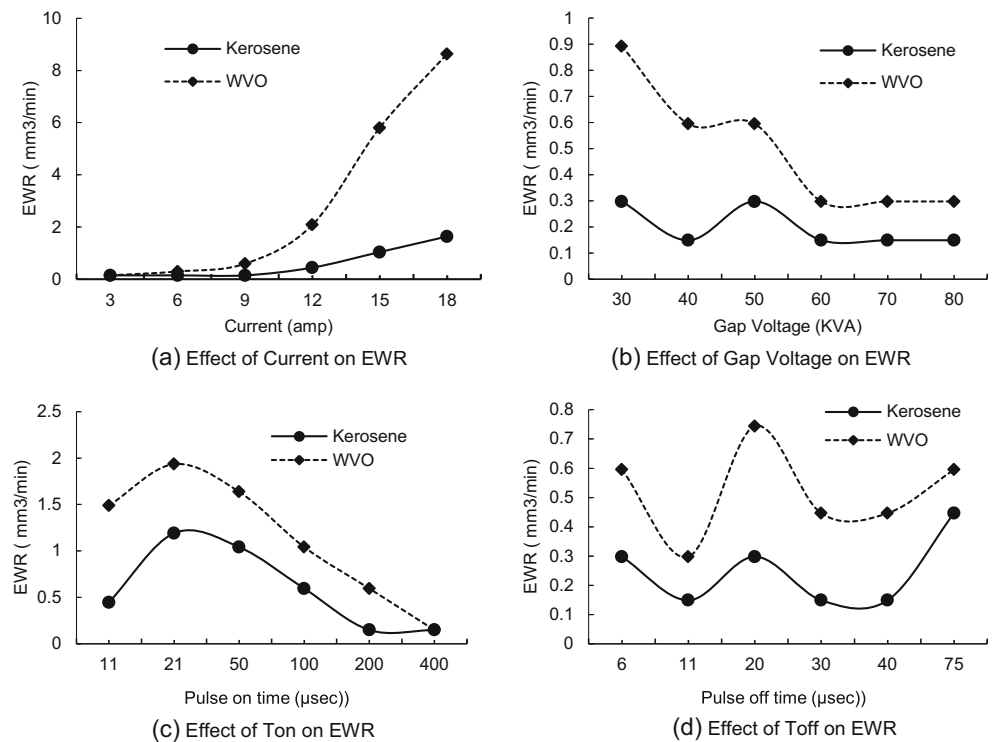 10
8
6
4
2
0
EWR ( mm3/min)
Kerosene
WVO
3 6 9 12 15 18
Current (amp)
(a) Effect of Current on EWR
1
0.9
0.8
0.7
0.6
0.5
0.4
0.3
0.2
0.1
0
EWR ( mm3/min)
Kerosene
WVO
30 40 50 60 70 80
Gap Voltage (KVA)
(b) Effect of Gap Voltage on EWR
2.5
2
1.5
1
0.5
0
EWR ( mm3/min)
Kerosene
WVO
11 21 50 100 200 400
Pulse on time (µsec))
(c) Effect of Ton on EWR
0.8
0.7
0.6
0.5
0.4
0.3
0.2
0.1
0
EWR ( mm3/min)
Kerosene
WVO
6 11 20 30 40 75
Pulse off time (µsec))
(d) Effect of Toff on EWR